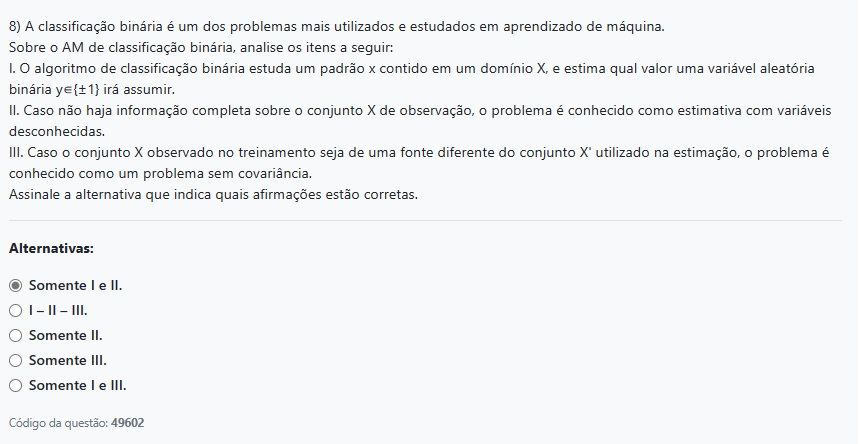 8) A classificação binária é um dos problemas mais utilizados e estudados em aprendizado de máquina.
Sobre o AM de classificação binária, analise os itens a seguir:
I. O algoritmo de classificação binária estuda um padrão x contido em um domínio X, e estima qual valor uma variável aleatória
binária y∈{±1} irá assumir.
II. Caso não haja informação completa sobre o conjunto X de observação, o problema é conhecido como estimativa com variáveis
desconhecidas.
III. Caso o conjunto X observado no treinamento seja de uma fonte diferente do conjunto X' utilizado na estimação, o problema é
conhecido como um problema sem covariância.
Assinale a alternativa que indica quais afirmações estão corretas.
Alternativas:
Somente I e II.
I – II – III.
Somente II.
Somente III.
Somente I e III.
Código da questão: 49602